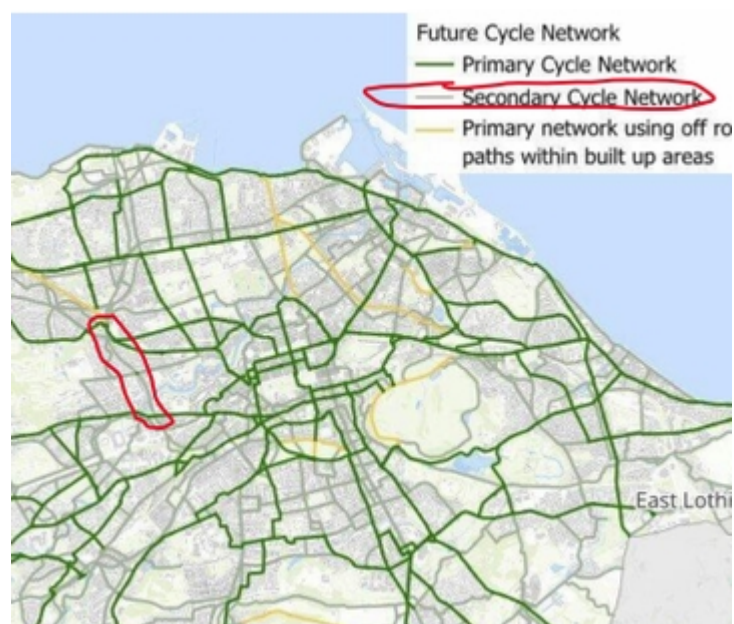 Future Cycle Network
Primary Cycle Network
Secondary Cycle Network
Primary network using off ro
paths within built up areas
East Lothi